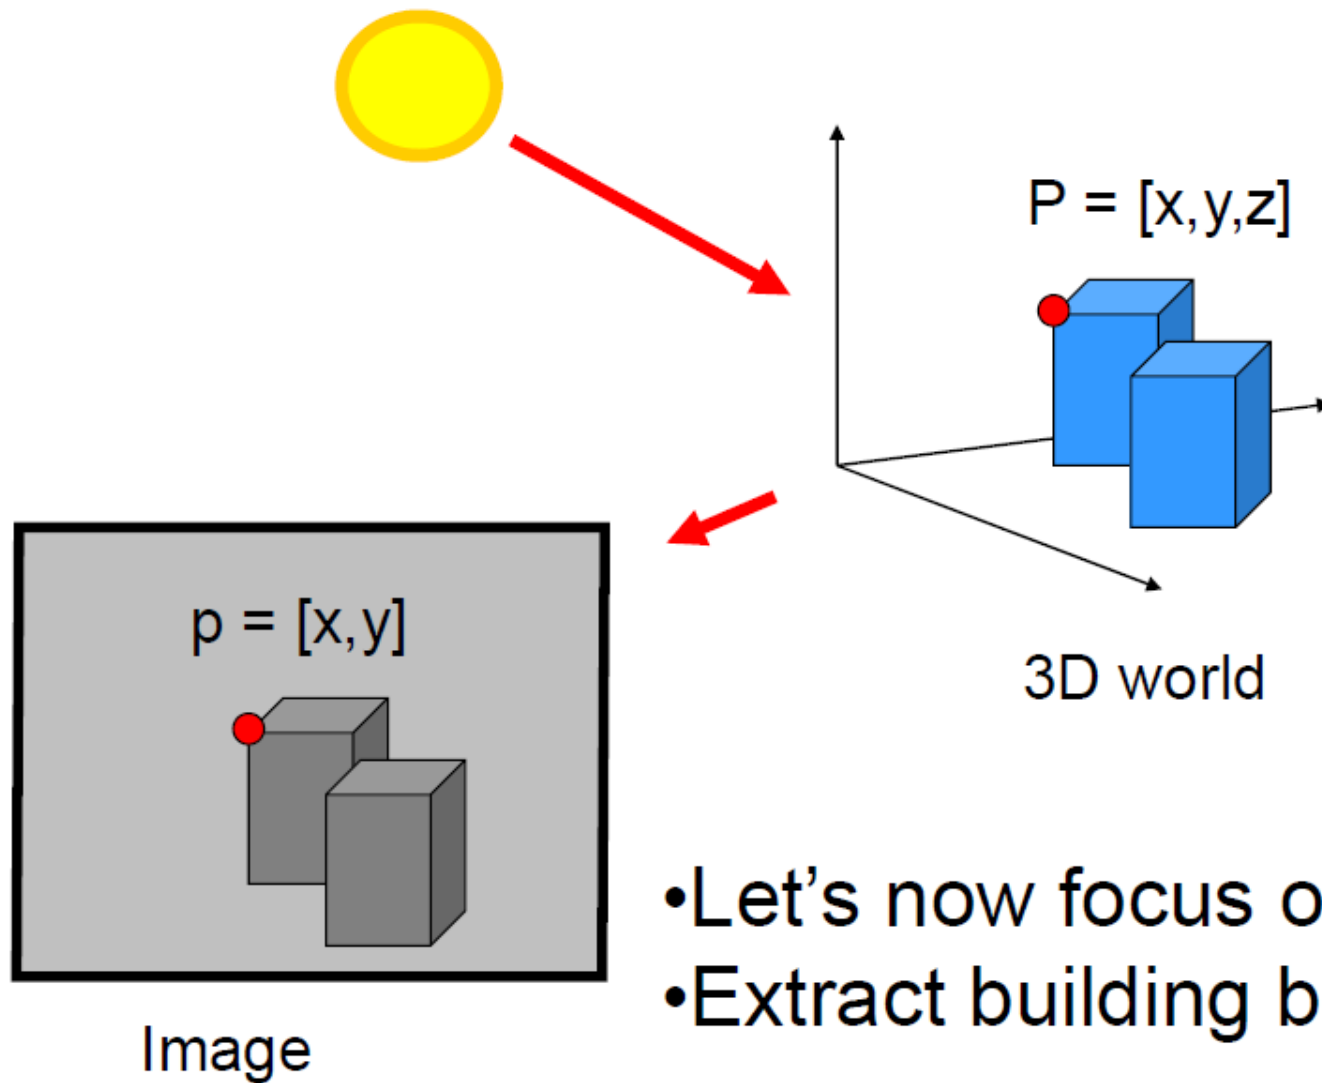 P = [x,y,z]
p = [x,y]
3D world
•Let's now focus o
•Extract building b
Image